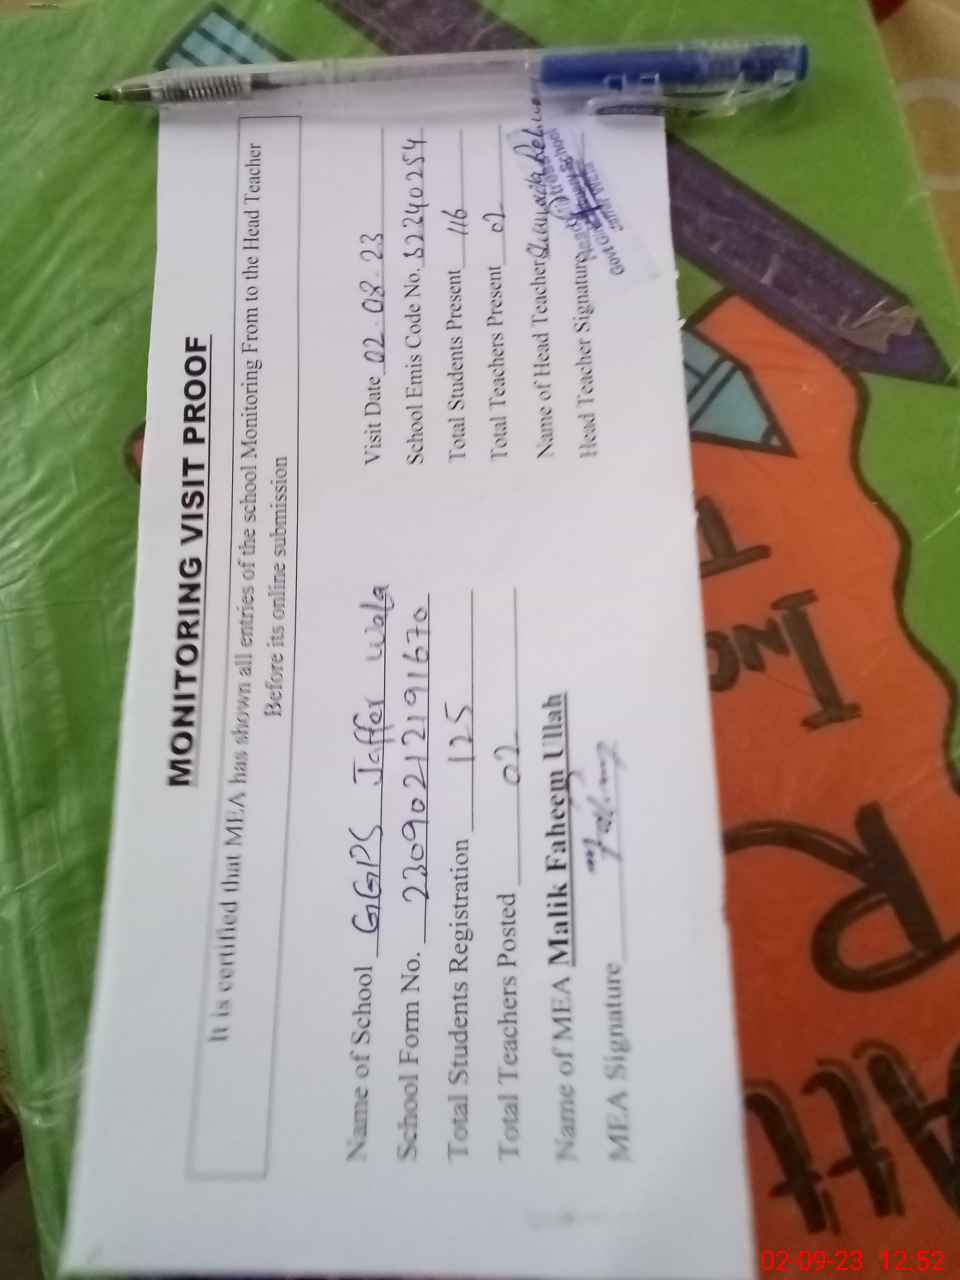 MONITORING VISIT PROOF
It is certified that MEA has shown all entries of the school Monitoring From to the Head Teacher
Before its online submission
Name of School GGPS Jaffer wala
Visit Date 02-08-23
School Form No. 23090212191670
School Emis Code No. 32240254
Total Students Registration 125
Total Students Present 116
Total Teachers Posted 02
Total Teachers Present 02
Name of MEA Malik Faheem Ullah
Name of Head Teacher
MEA Signature
Head Teacher Signature
School
Govt
R
Att
02-09-23 12:52